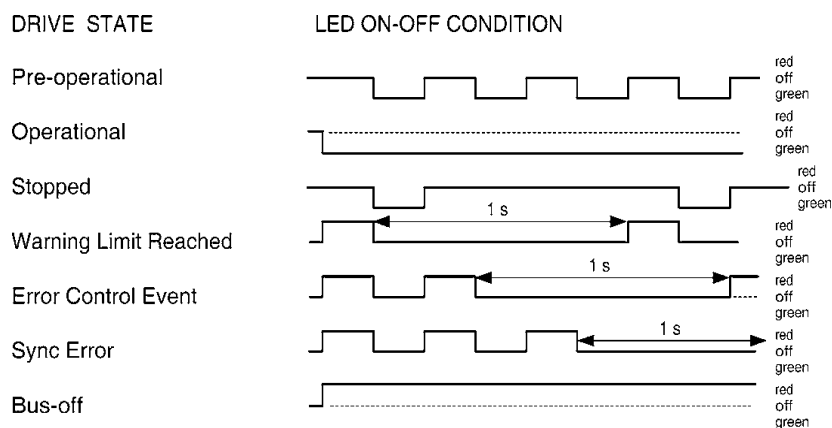 DRIVE STATE LED ON-OFF CONDITION
Pre-operational red
off
green
Operational red
off
green
Stopped red
off
green
1 s
Warning Limit Reached red
off
green
1 s
Error Control Event red
off
green
1 s
Sync Error red
off
green
Bus-off red
off
green